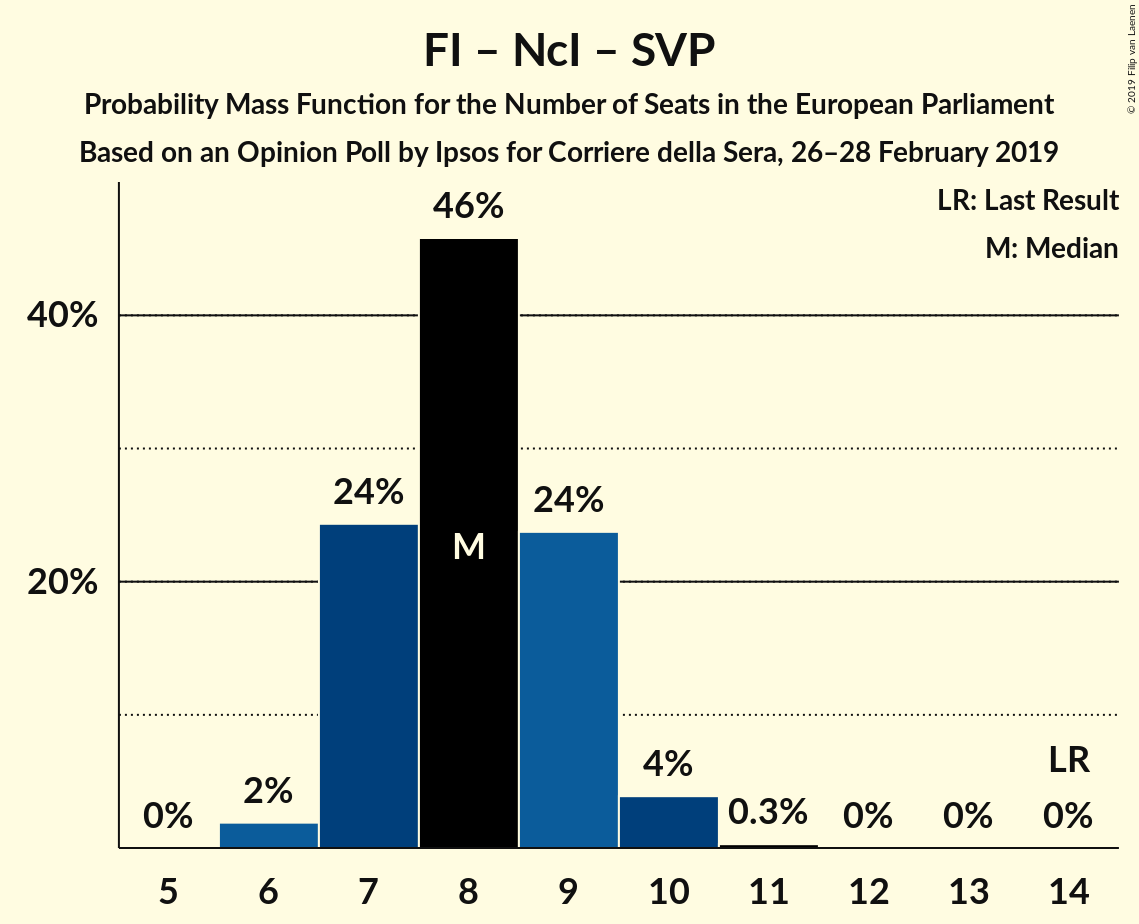 FI – NcI – SVP
Probability Mass Function for the Number of Seats in the European Parliament
Based on an Opinion Poll by Ipsos for Corriere della Sera, 26–28 February 2019
© 2019 Filip van Laenen
LR: Last Result
M: Median
46%
40%
24%
24%
M
20%
LR
4%
2%
0.3%
0%
0%
0%
0%
5
6
7
8
9
10
11
12
13
14